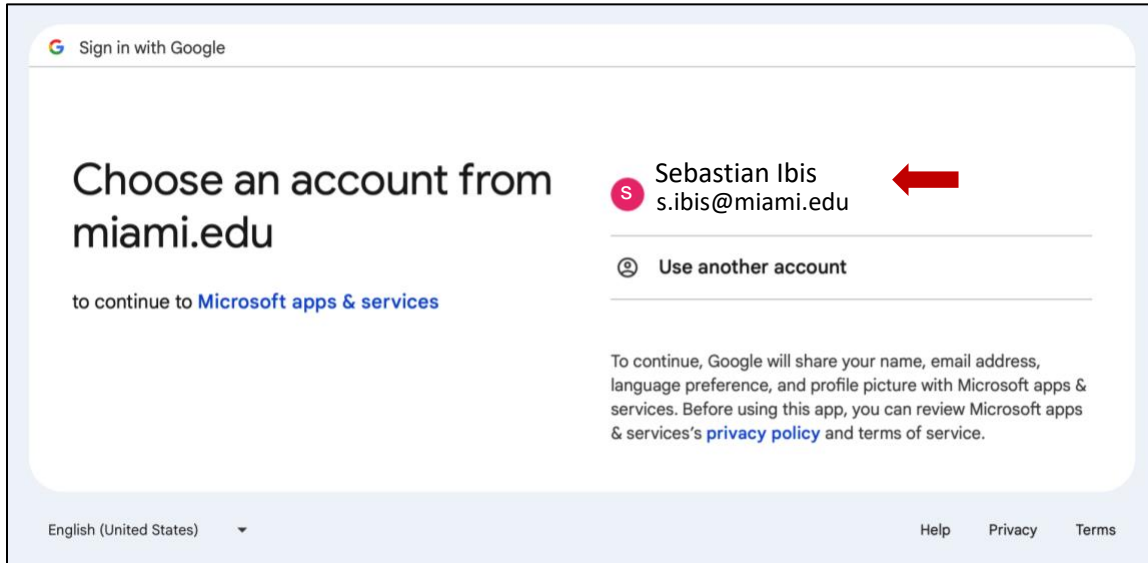 Sign in with Google
Choose an account from
miami.edu
to continue to Microsoft apps & services
S
Sebastian Ibis
s.ibis@miami.edu
Use another account
To continue, Google will share your name, email address,
language preference, and profile picture with Microsoft apps &
services. Before using this app, you can review Microsoft apps
& services's privacy policy and terms of service.
English (United States)
Help Privacy Terms